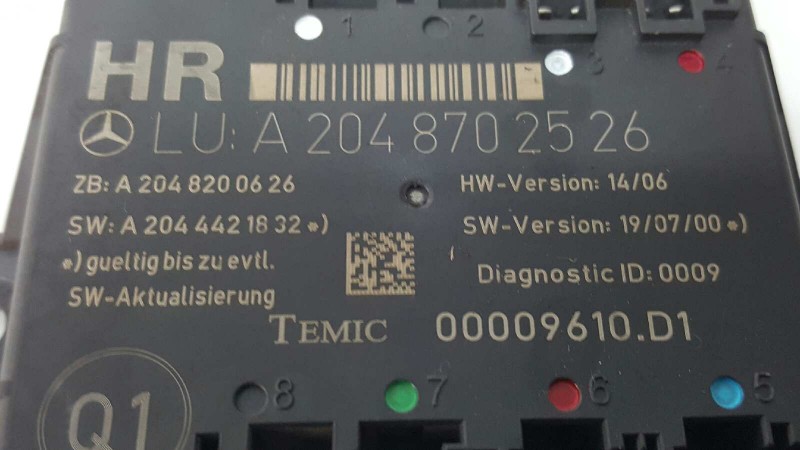 1 2 3 4
HR
LU: A 204 870 25 26
ZB: A 204 820 06 26
HW-Version: 14/06
SW: A 204 442 18 32 *)
SW-Version: 19/07/00 *)
*) gueltig bis zu evtl.
SW-Aktualisierung
Diagnostic ID: 0009
TEMIC 00009610.D1
8 7 6 5
Q1